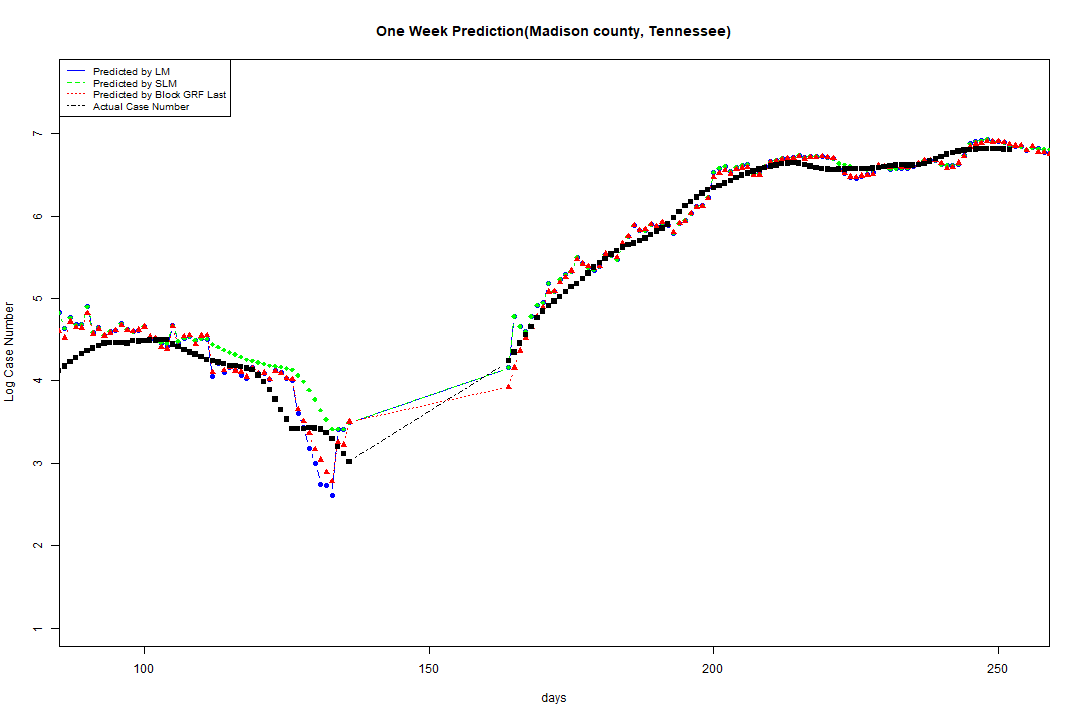 One Week Prediction(Madison county, Tennessee)
Predicted by LM
Predicted by SLM
Predicted by Block GRF Last
Actual Case Number
7
6
5
4
3
2
1
Log Case Number
100 150 200 250
days